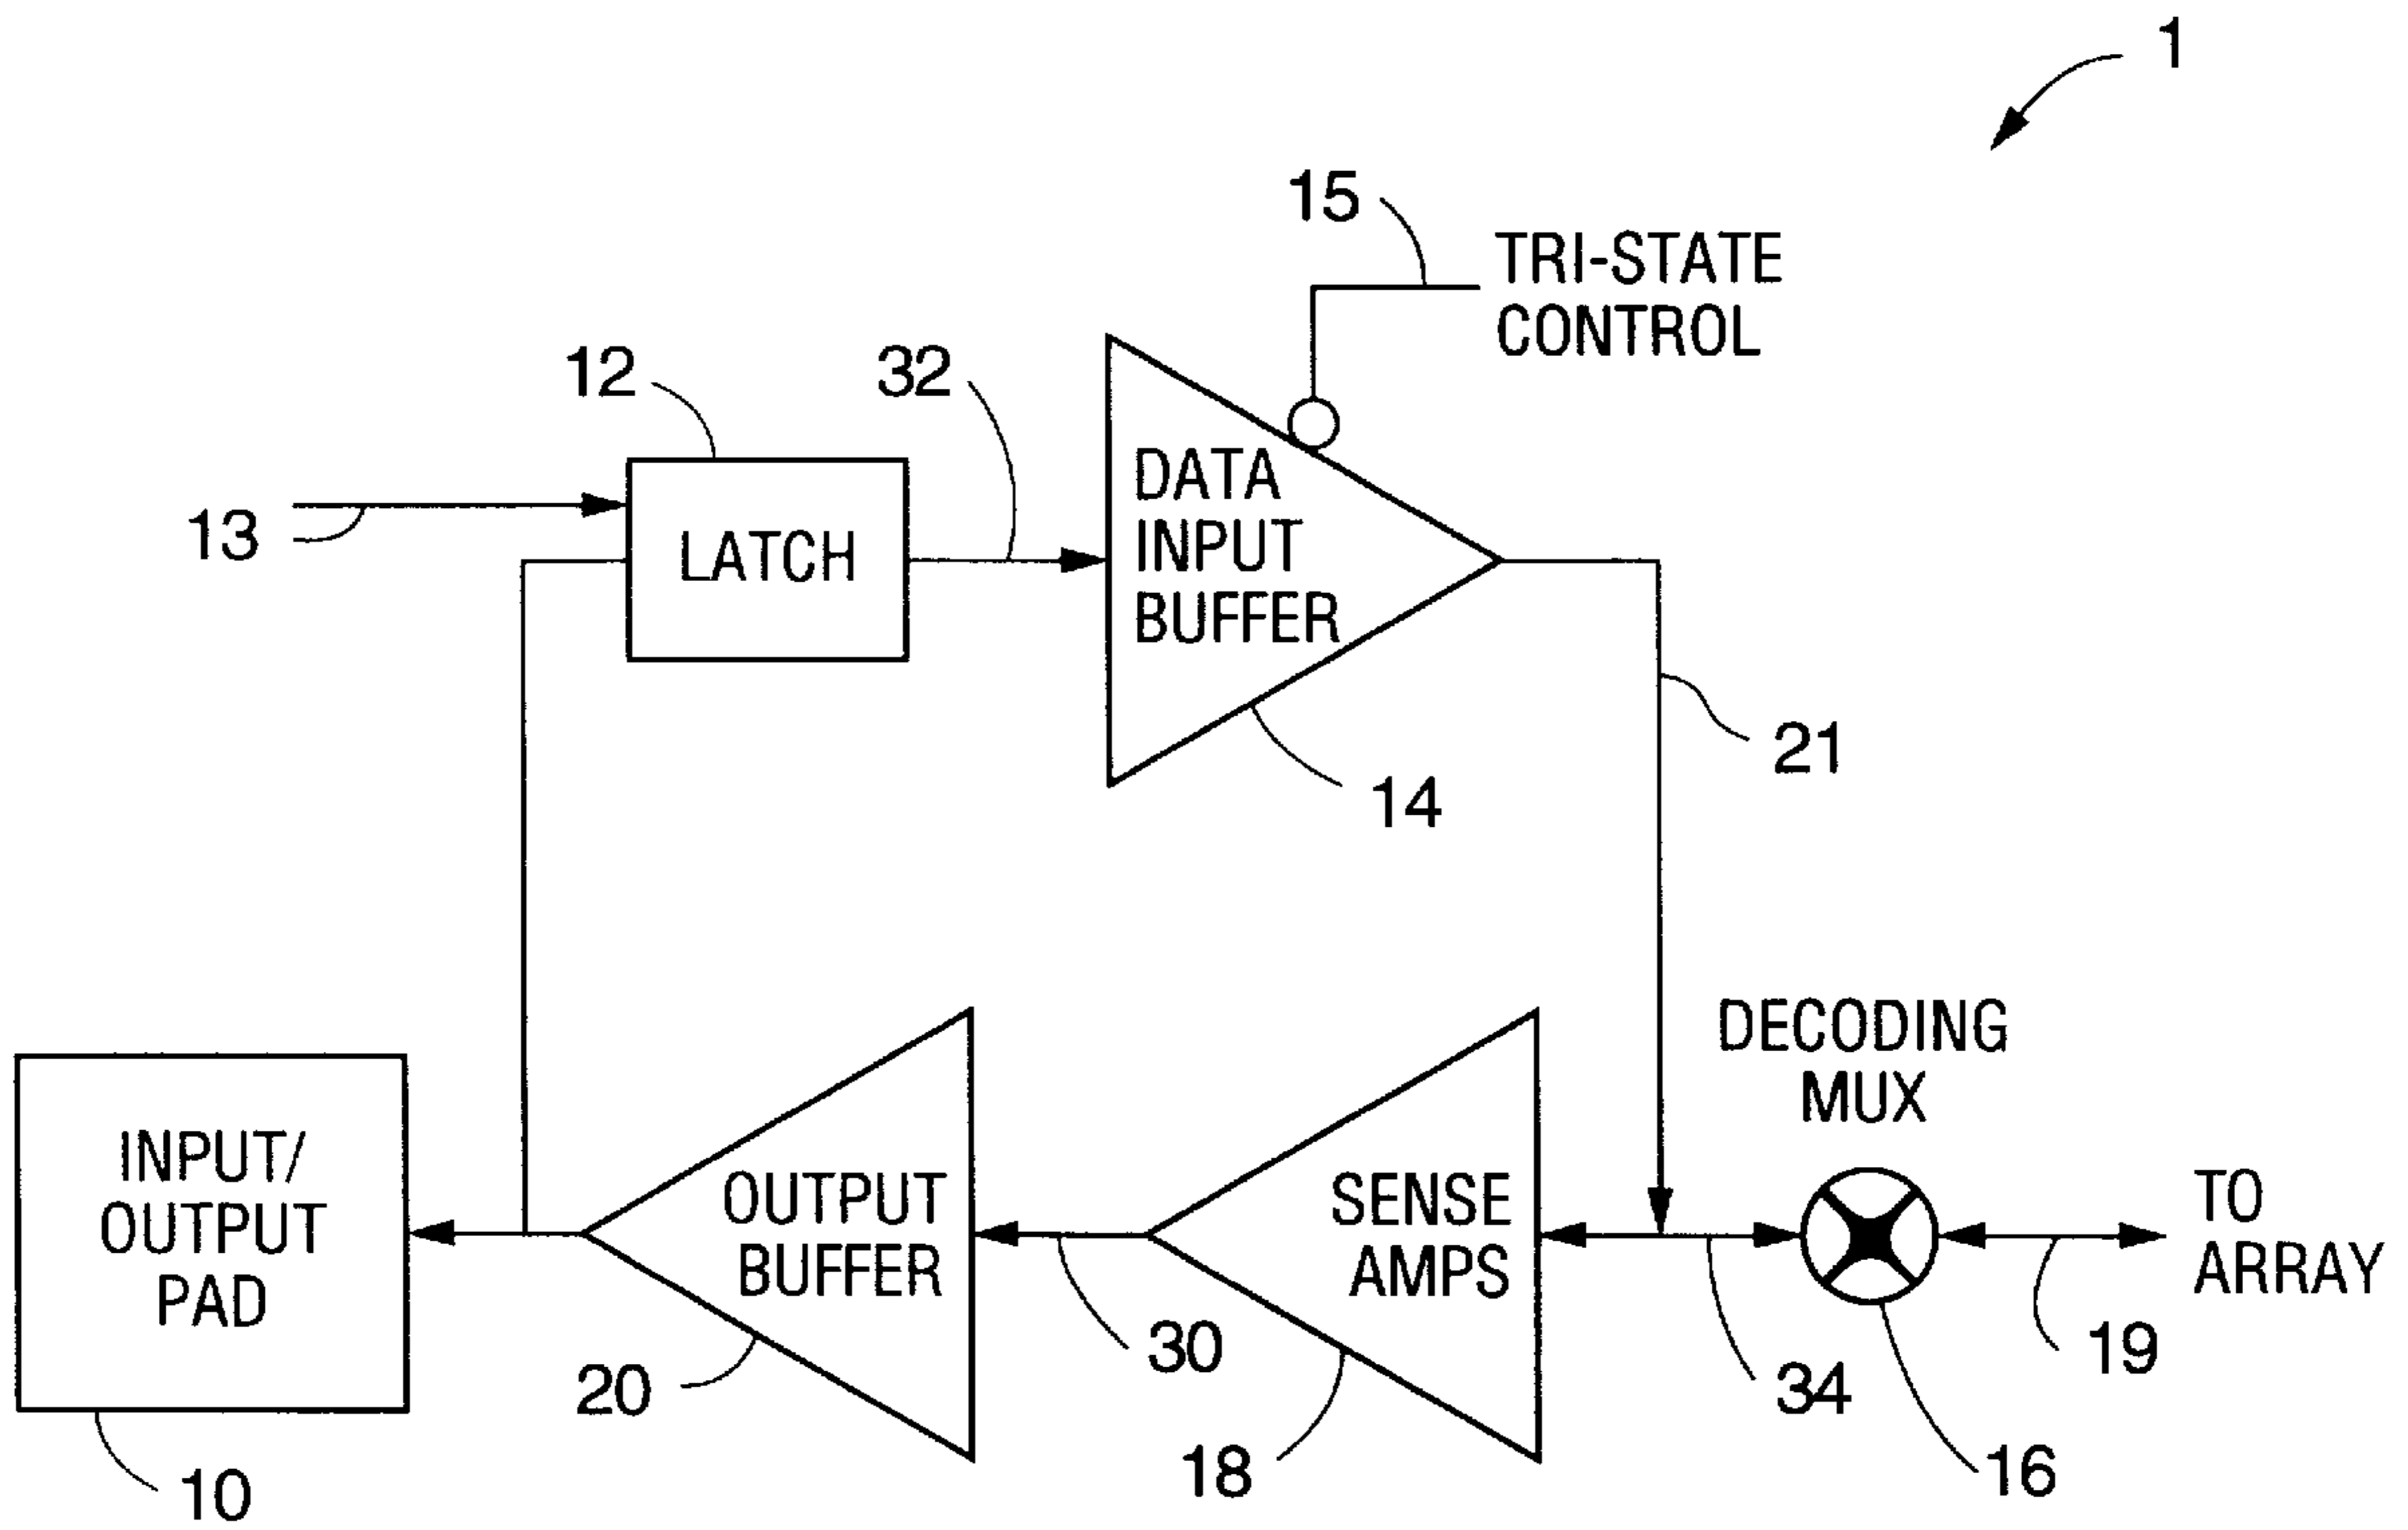 1
15
TRI-STATE
CONTROL
12
32
13
LATCH
DATA
INPUT
BUFFER
21
14
DECODING
MUX
INPUT/
OUTPUT
PAD
OUTPUT
BUFFER
SENSE
AMPS
TO
ARRAY
20
30
34
19
10
18
16